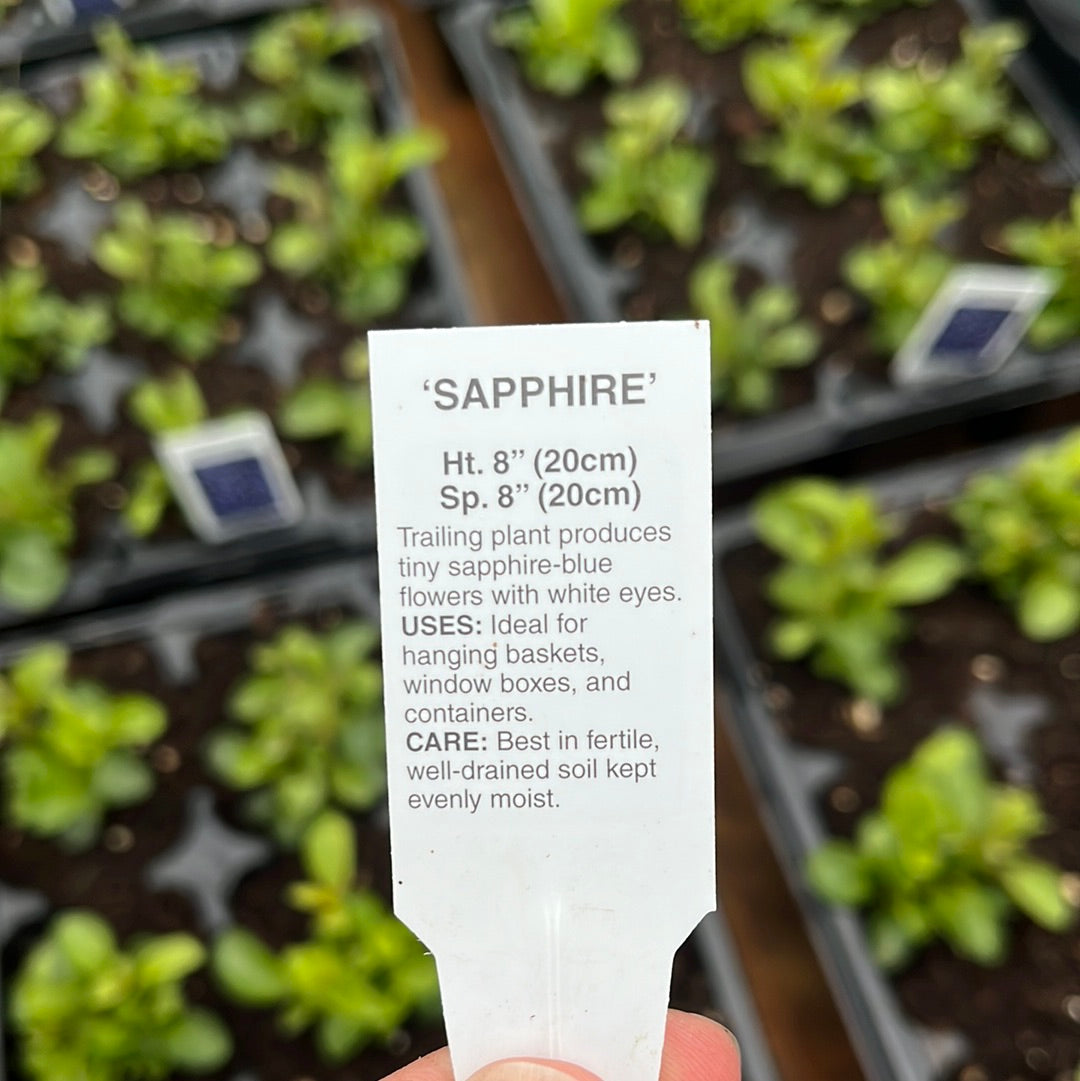 ‘SAPPHIRE’
Ht. 8” (20cm)
Sp. 8” (20cm)
Trailing plant produces
tiny sapphire-blue
flowers with white eyes.
USES: Ideal for
hanging baskets,
window boxes, and
containers.
CARE: Best in fertile,
well-drained soil kept
evenly moist.